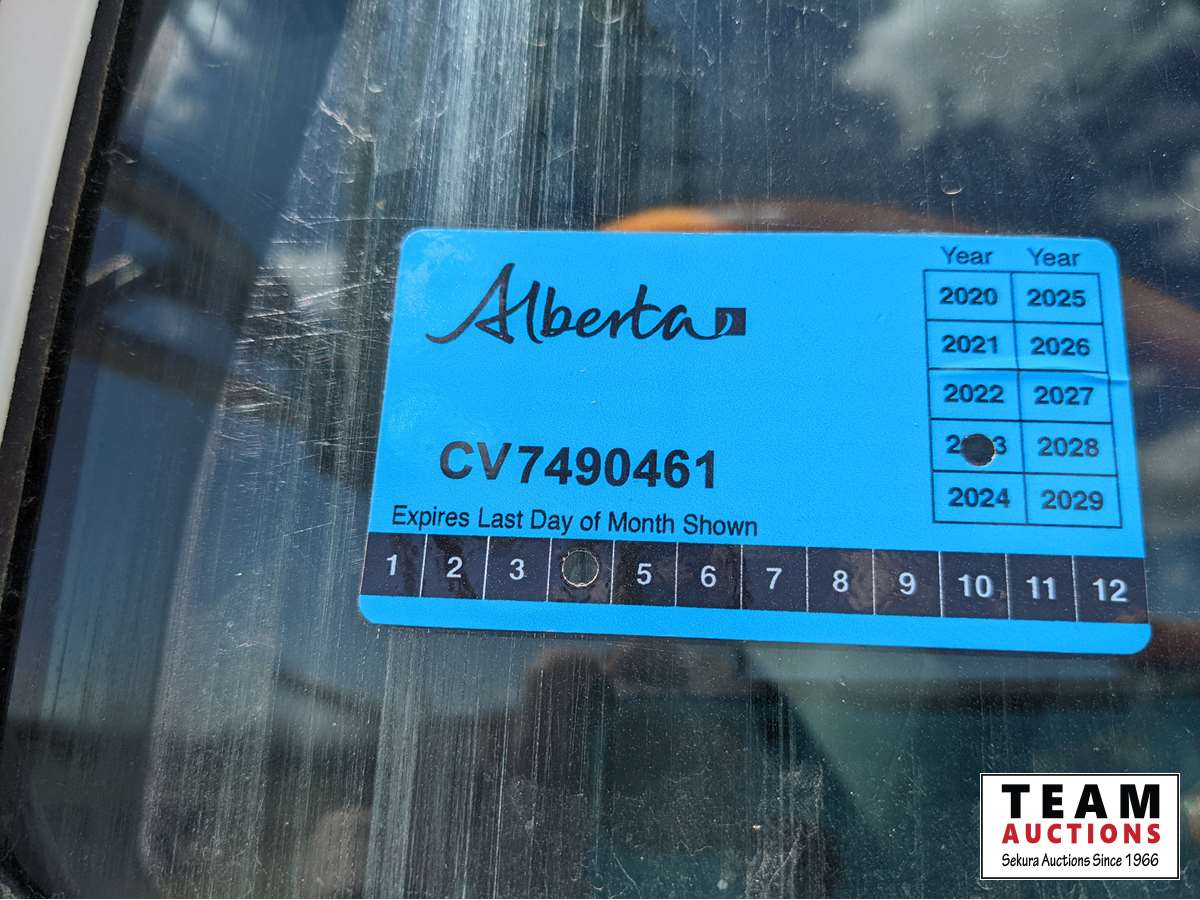 Alberta
Year Year
2020 2025
2021 2026
2022 2027
2028
2024 2029
CV7490461
Expires Last Day of Month Shown
1 2 3 5 6 7 8 9 10 11 12
TEAM
AUCTIONS
Sekura Auctions Since 1966